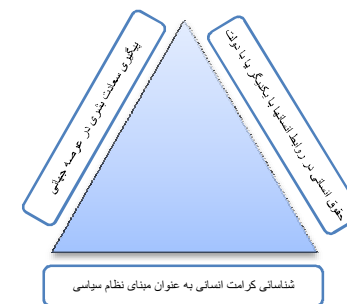 پیگیری سعادت بشری در عرصه جهانی
حقوق انسانی در روابط انسانها با یکدیگر یا با دولت
شناسائی کرامت انسانی به عنوان مبنای نظام سیاسی